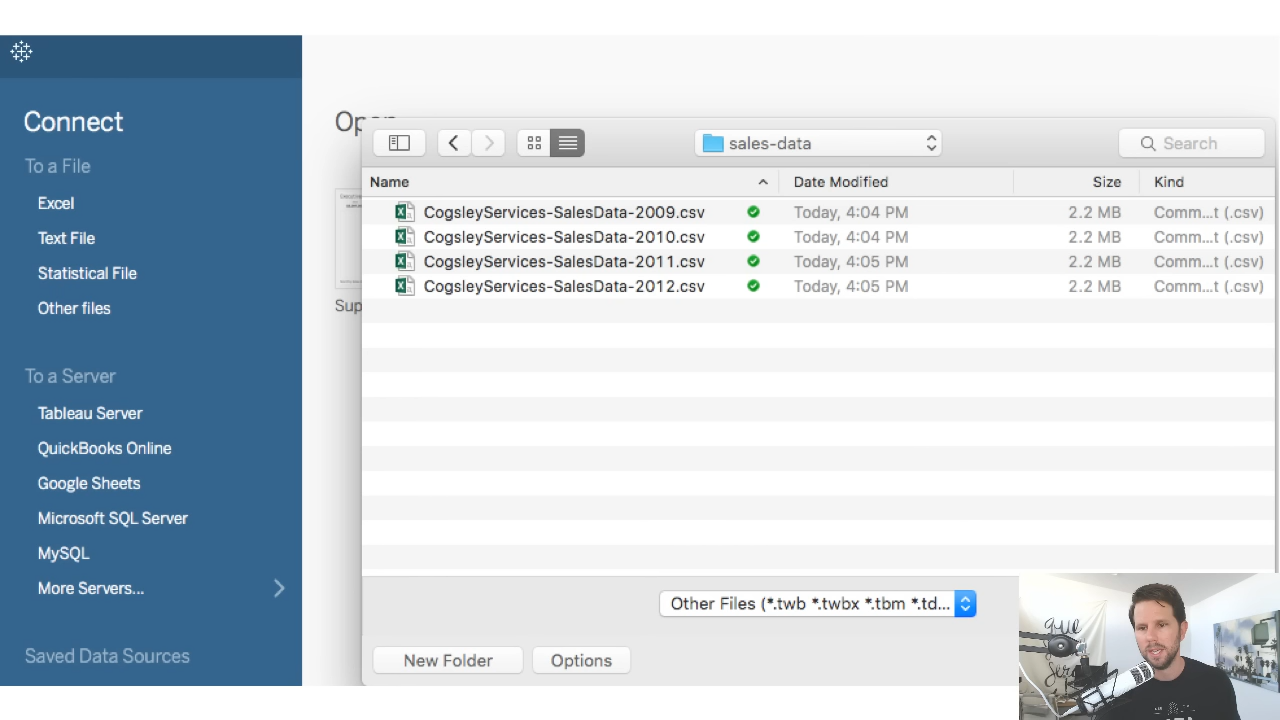 Connect
To a File
Excel
Text File
Statistical File
Other files
To a Server
Tableau Server
QuickBooks Online
Google Sheets
Microsoft SQL Server
MySQL
More Servers...
Saved Data Sources
Op
Sup
sales-data
Search
Name Date Modified Size Kind
CogsleyServices-SalesData-2009.csv Today, 4:04 PM 2.2 MB Comm...t (.csv)
CogsleyServices-SalesData-2010.csv Today, 4:04 PM 2.2 MB Comm...t (.csv)
CogsleyServices-SalesData-2011.csv Today, 4:05 PM 2.2 MB Comm...t (.csv)
CogsleyServices-SalesData-2012.csv Today, 4:05 PM 2.2 MB Comm...t (.csv)
Other Files (*.twb *.twbx *.tbm *.td...
New Folder Options
que